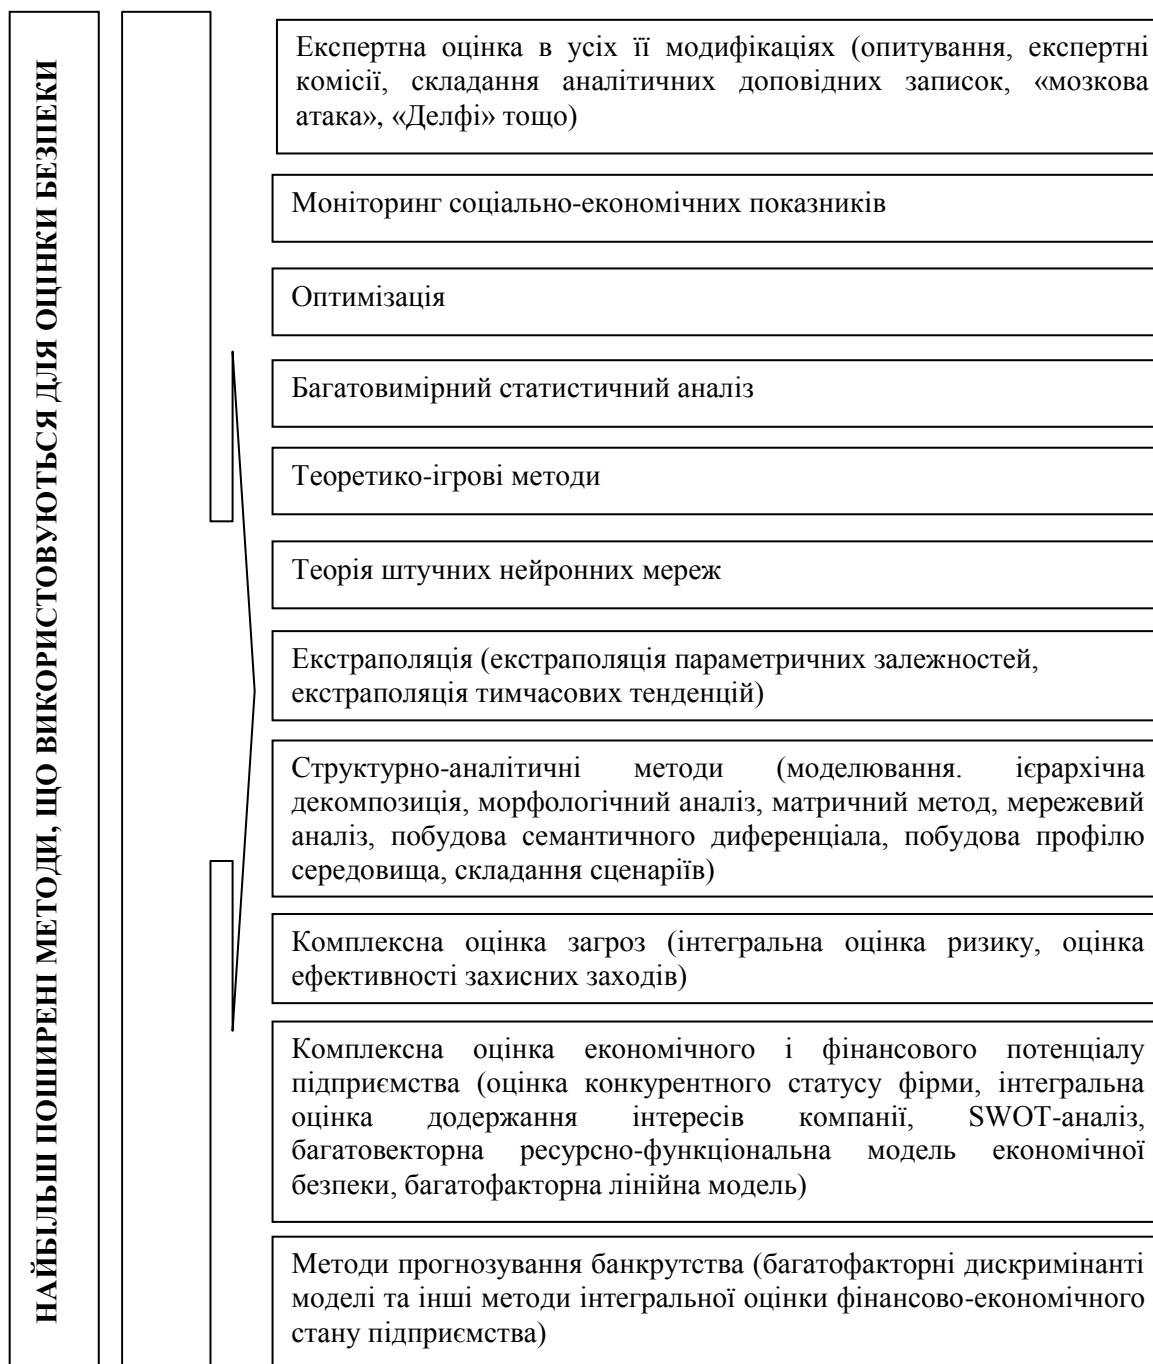 НАЙБІЛЬШ ПОШИРЕНІ МЕТОДИ, ЩО ВИКОРИСТОВУЮТЬСЯ ДЛЯ ОЦІНКИ БЕЗПЕКИ
Експертна оцінка в усіх її модифікаціях (опитування, експертні
комісії, складання аналітичних доповідних записок, «мозкова
атака», «Делфі» тощо)
Моніторинг соціально-економічних показників
Оптимізація
Багатовимірний статистичний аналіз
Теоретико-ігрові методи
Теорія штучних нейронних мереж
Екстраполяція (екстраполяція параметричних залежностей,
екстраполяція тимчасових тенденцій)
Структурно-аналітичні методи (моделювання. ієрархічна
декомпозиція, морфологічний аналіз, матричний метод, мережевий
аналіз, побудова семантичного диференціала, побудова профілю
середовища, складання сценаріїв)
Комплексна оцінка загроз (інтегральна оцінка ризику, оцінка
ефективності захисних заходів)
Комплексна оцінка економічного і фінансового потенціалу
підприємства (оцінка конкурентного статусу фірми, інтегральна
оцінка додержання інтересів компанії, SWOT-аналіз,
багатовекторна ресурсно-функціональна модель економічної
безпеки, багатофакторна лінійна модель)
Методи прогнозування банкрутства (багатофакторні дискримінанті
моделі та інші методи інтегральної оцінки фінансово-економічного
стану підприємства)